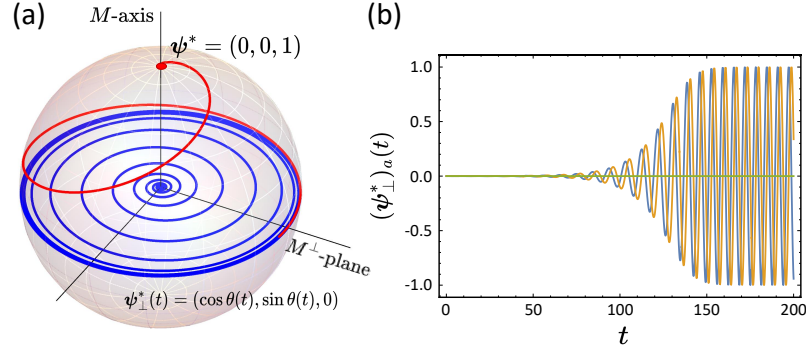 (a)
M-axis
ψ* = (0, 0, 1)
M⊥-plane
ψ*⊥(t) = (cos θ(t), sin θ(t), 0)
(b)
(ψ*⊥)a(t)
1.0
0.5
0.0
-0.5
-1.0
0 50 100 150 200
t